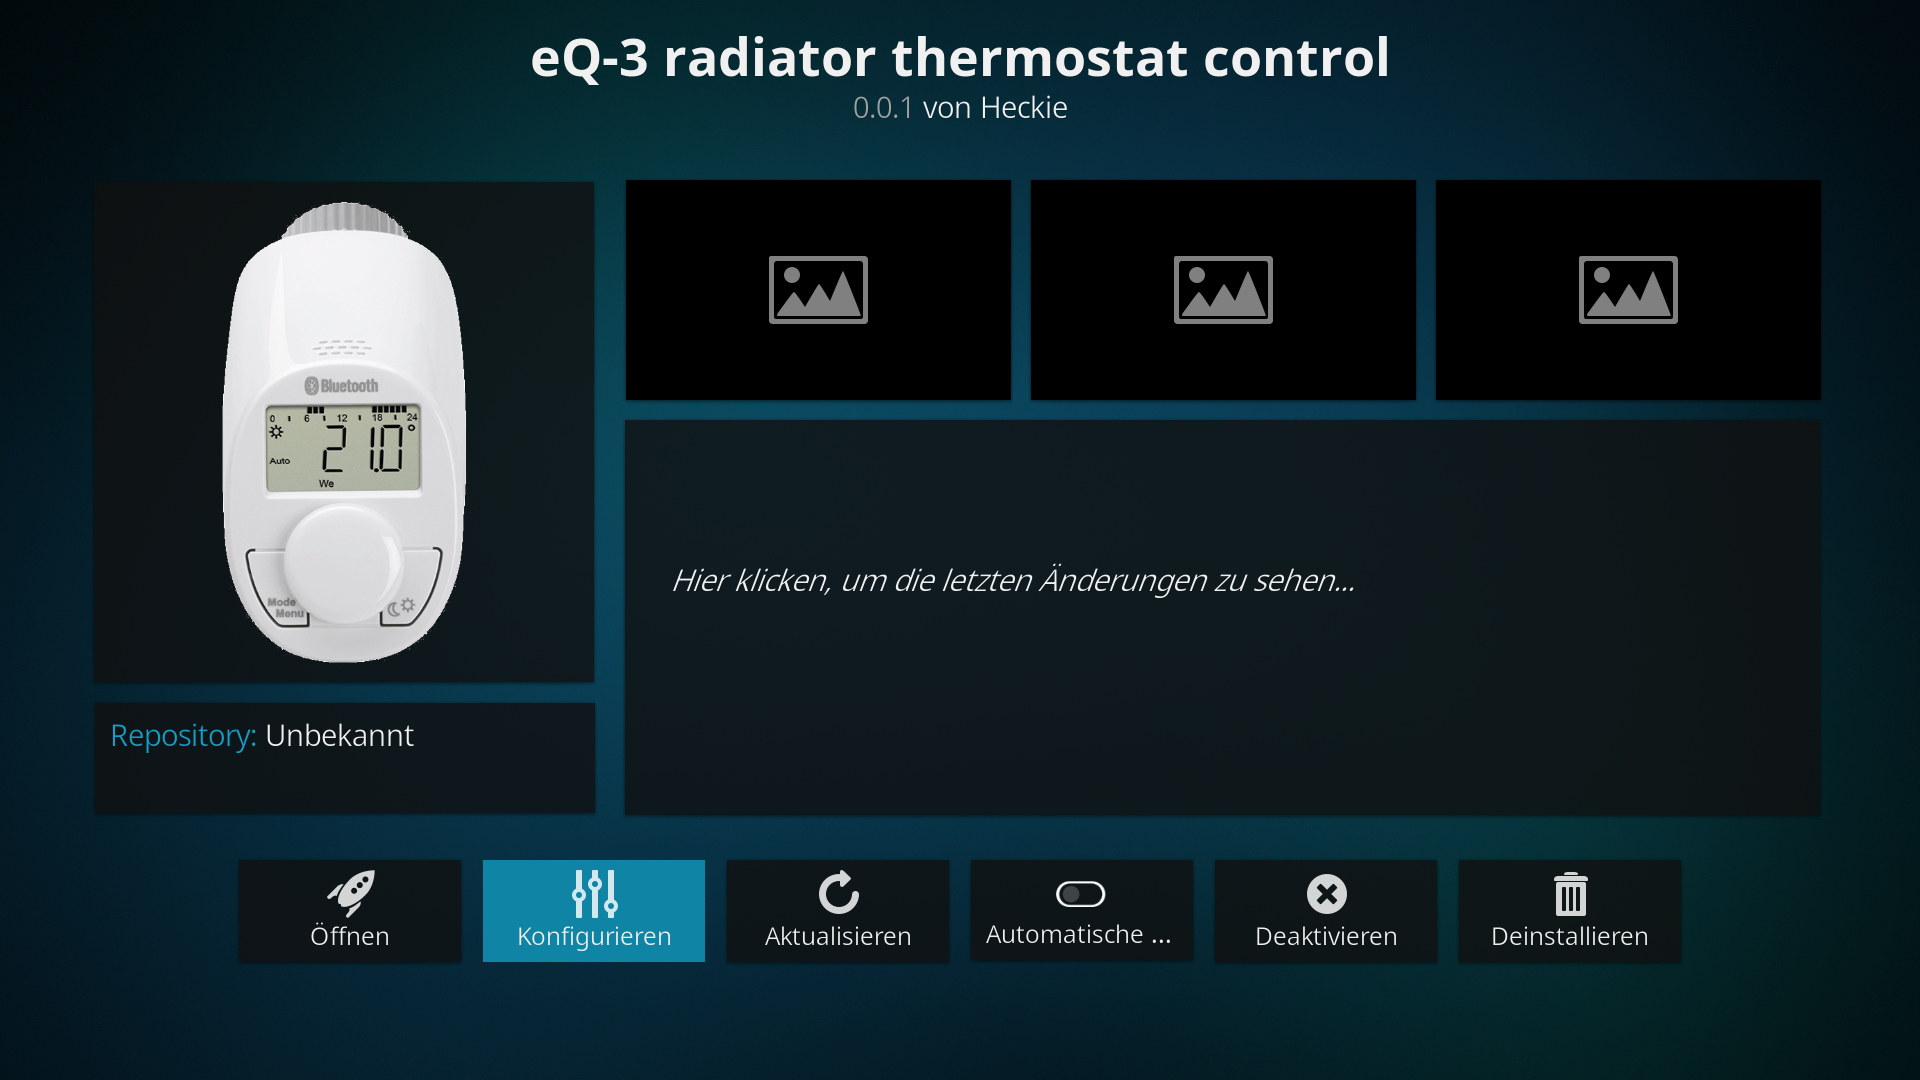 eQ-3 radiator thermostat control
0.0.1 von Heckie
Bluetooth
0 6 12 18 24
21.0°
Auto
We
Mode
Menu
Hier klicken, um die letzten Änderungen zu sehen...
Repository: Unbekannt
Öffnen
Konfigurieren
Aktualisieren
Automatische ...
Deaktivieren
Deinstallieren